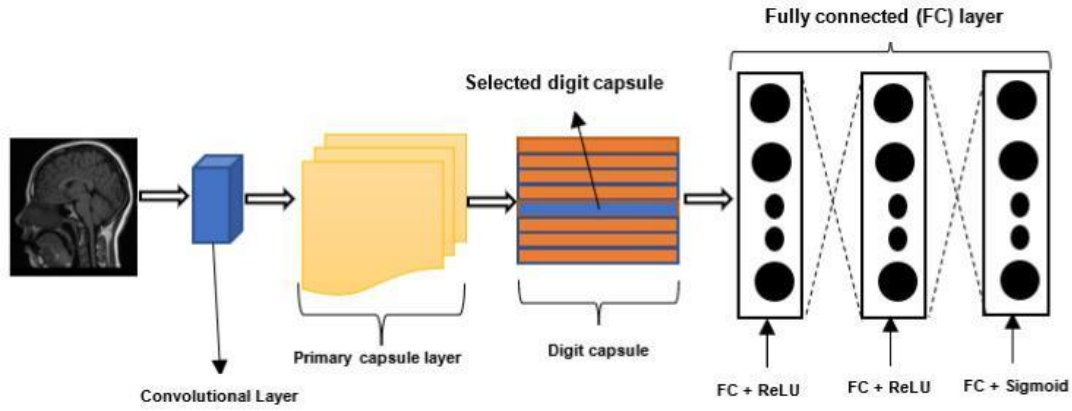 Fully connected (FC) layer
Selected digit capsule
Primary capsule layer
Digit capsule
Convolutional Layer
FC + ReLU
FC + ReLU
FC + Sigmoid